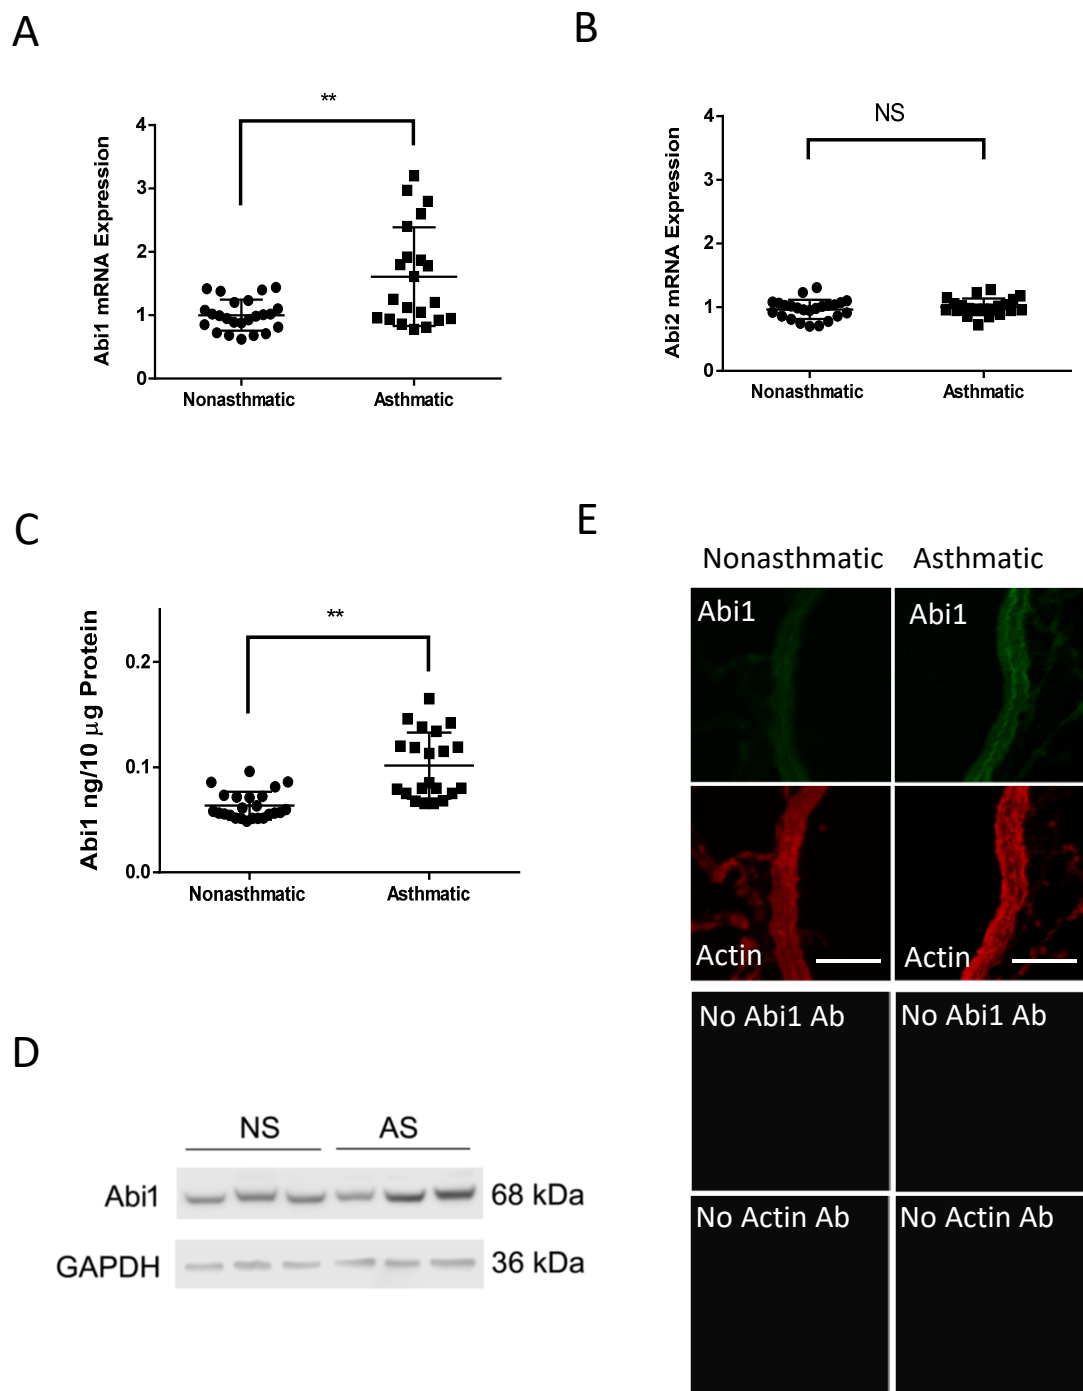 A
**
Abi1 mRNA Expression
4
3
2
1
0
Nonasthmatic
Asthmatic
B
NS
Abi2 mRNA Expression
4
3
2
1
0
Nonasthmatic
Asthmatic
C
**
Abi1 ng/10 μg Protein
0.2
0.1
0.0
Nonasthmatic
Asthmatic
D
NS AS
Abi1 68 kDa
GAPDH 36 kDa
E
Nonasthmatic Asthmatic
Abi1 Abi1
Actin Actin
No Abi1 Ab No Abi1 Ab
No Actin Ab No Actin Ab